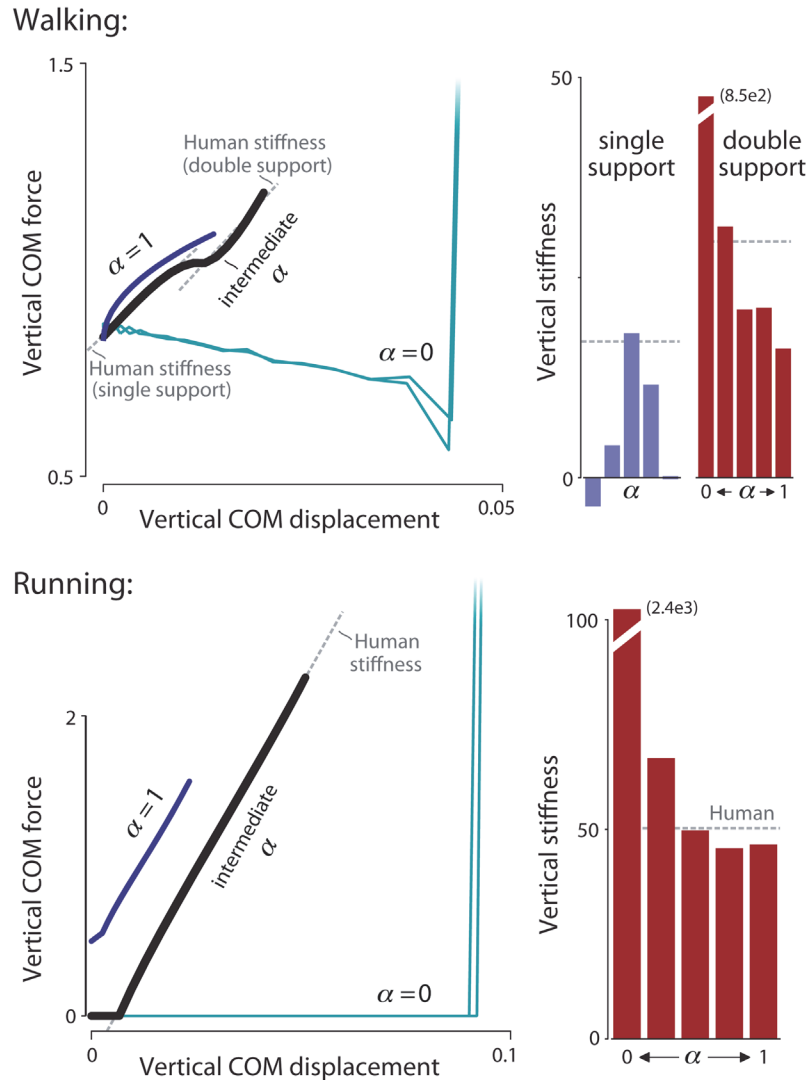 Walking:
1.5
0.5
Vertical COM force
0
0.05
Vertical COM displacement
α = 1
Human stiffness
(double support)
intermediate
α
α = 0
Human stiffness
(single support)
50
0
Vertical stiffness
single
support
α
(8.5e2)
double
support
0 ← α → 1
Running:
2
0
Vertical COM force
0
0.1
Vertical COM displacement
α = 1
intermediate
α
Human
stiffness
α = 0
100
50
0
Vertical stiffness
(2.4e3)
Human
0 ← α → 1